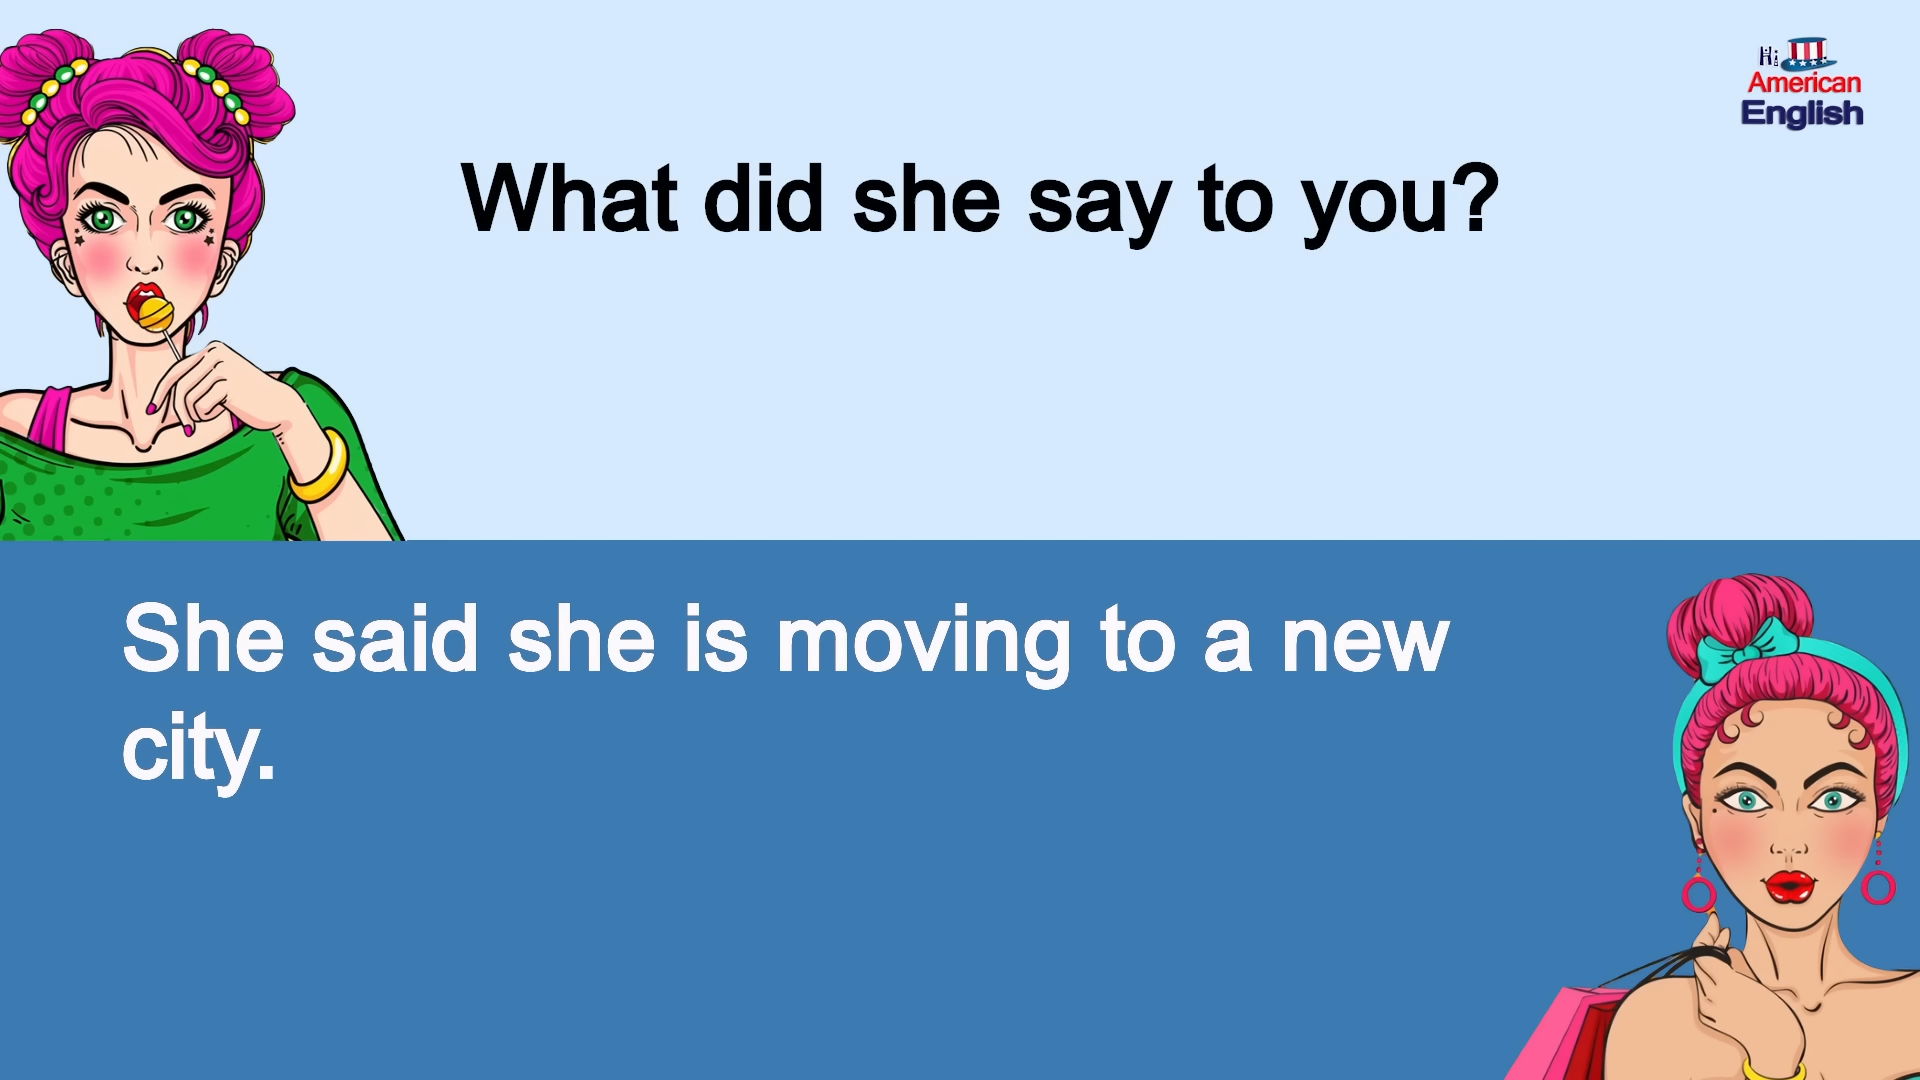 Hi
American
English
What did she say to you?
She said she is moving to a new
city.